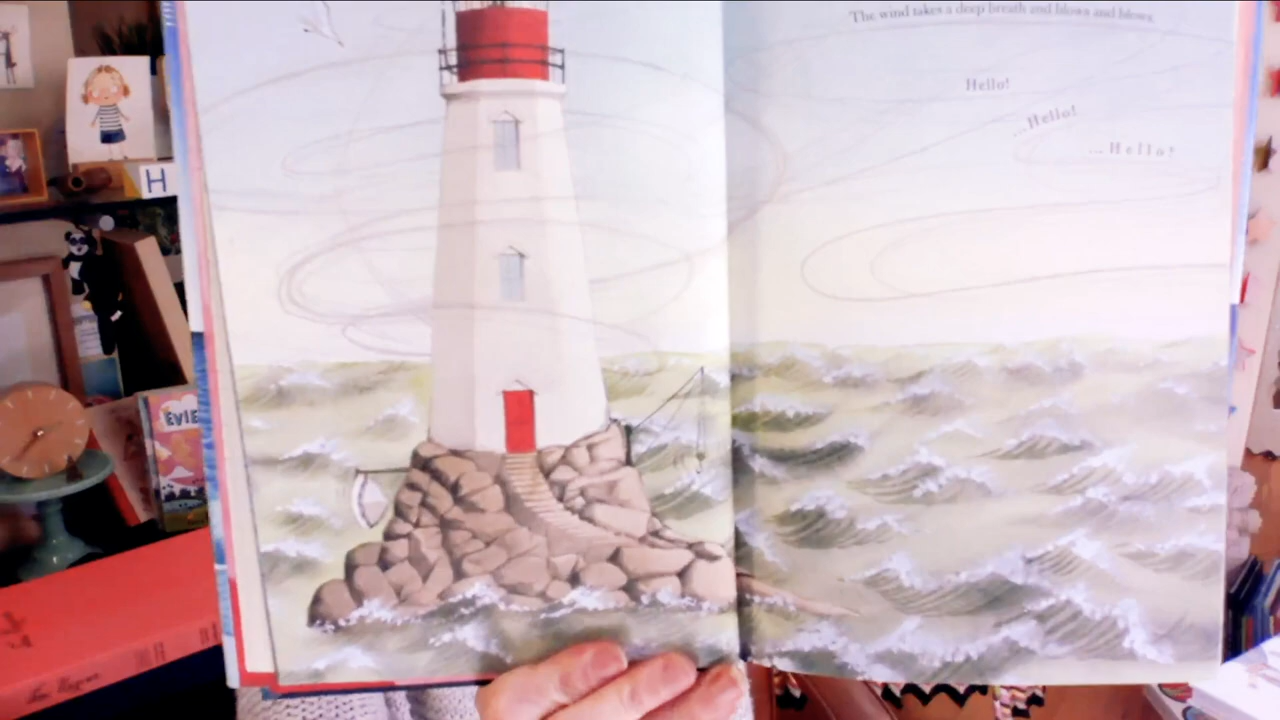 The wind takes a deep breath and blows and blows.
Hello!
...Hello!
...Hello?
H
EVIE